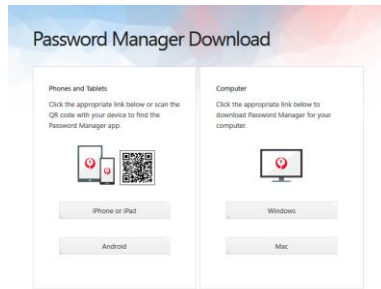 Password Manager Download
Phones and Tablets
Click the appropriate link below or scan the
QR code with your device to find the
Password Manager app.
iPhone or iPad
Android
Computer
Click the appropriate link below to
download Password Manager for your
computer.
Windows
Mac